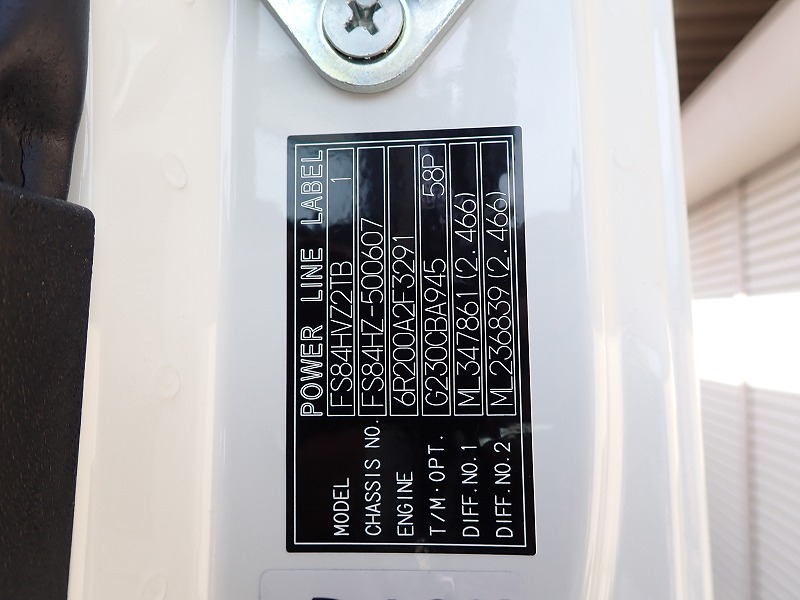 POWER LINE LABEL
MODEL FS84HVZ2TB 1
CHASSIS NO. FS84HZ-500607
ENGINE 6R200A2F3291
T/M·OPT. G230CBA945 58P
DIFF.NO.1 ML347861(2.466)
DIFF.NO.2 ML236839(2.466)